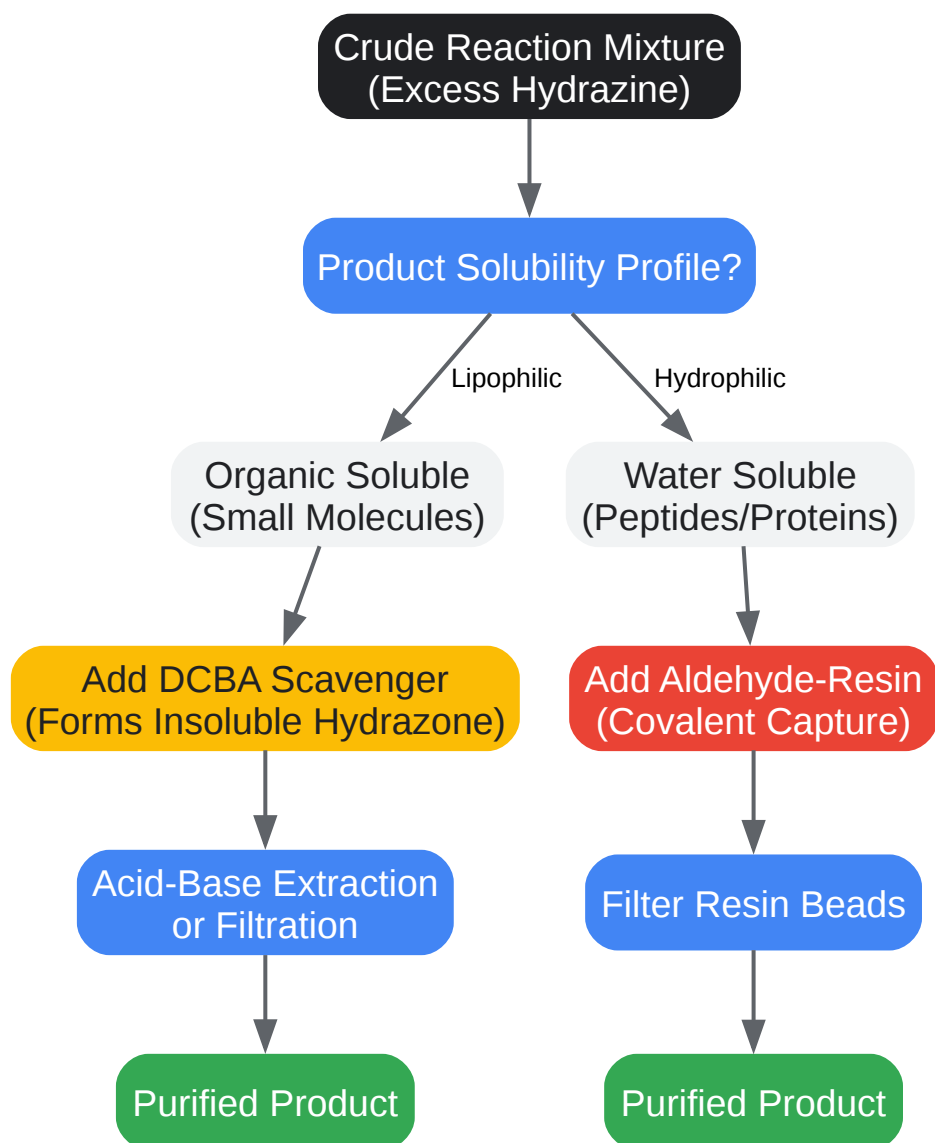 Crude Reaction Mixture
(Excess Hydrazine)
Product Solubility Profile?
Lipophilic
Hydrophilic
Organic Soluble
(Small Molecules)
Water Soluble
(Peptides/Proteins)
Add DCBA Scavenger
(Forms Insoluble Hydrazone)
Add Aldehyde-Resin
(Covalent Capture)
Acid-Base Extraction
or Filtration
Filter Resin Beads
Purified Product
Purified Product